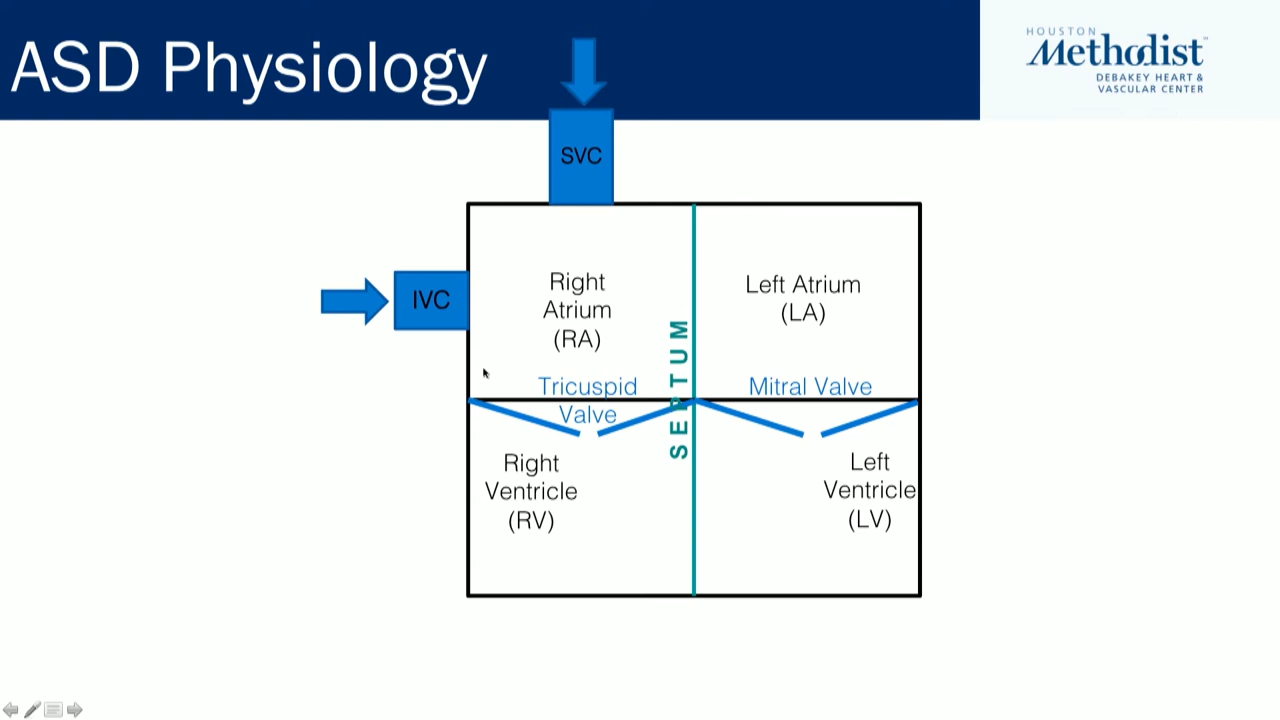 ASD Physiology
HOUSTON
Methodist
DEBAKEY HEART &
VASCULAR CENTER
SVC
IVC
Right
Atrium
(RA)
Left Atrium
(LA)
SEPTUM
Tricuspid
Valve
Mitral Valve
Right
Ventricle
(RV)
Left
Ventricle
(LV)